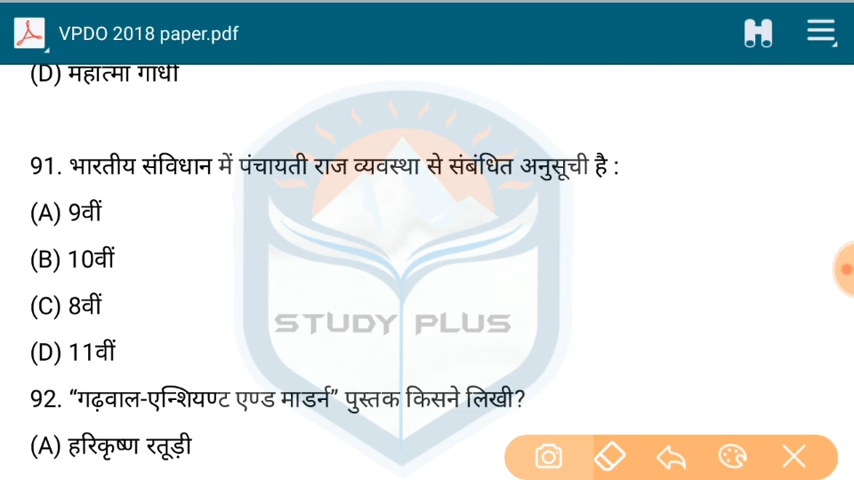 VPDO 2018 paper.pdf
(D) महात्मा गांधी
91. भारतीय संविधान में पंचायती राज व्यवस्था से संबंधित अनुसूची है :
(A) 9वीं
(B) 10वीं
(C) 8वीं
STUDY PLUS
(D) 11वीं
92. “गढ़वाल-एन्शियण्ट एण्ड माडर्न” पुस्तक किसने लिखी?
(A) हरिकृष्ण रतूड़ी